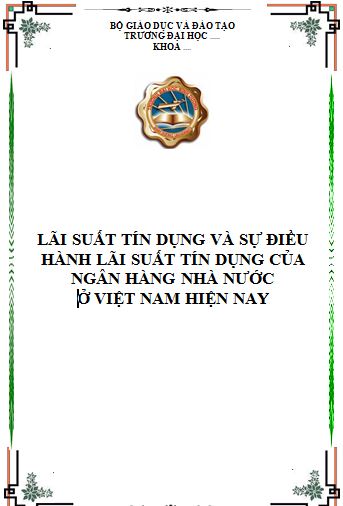 BỘ GIÁO DỤC VÀ ĐÀO TẠO
TRƯỜNG ĐẠI HỌC .....
KHOA ....
LÃI SUẤT TÍN DỤNG VÀ SỰ ĐIỀU
HÀNH LÃI SUẤT TÍN DỤNG CỦA
NGÂN HÀNG NHÀ NƯỚC
Ở VIỆT NAM HIỆN NAY